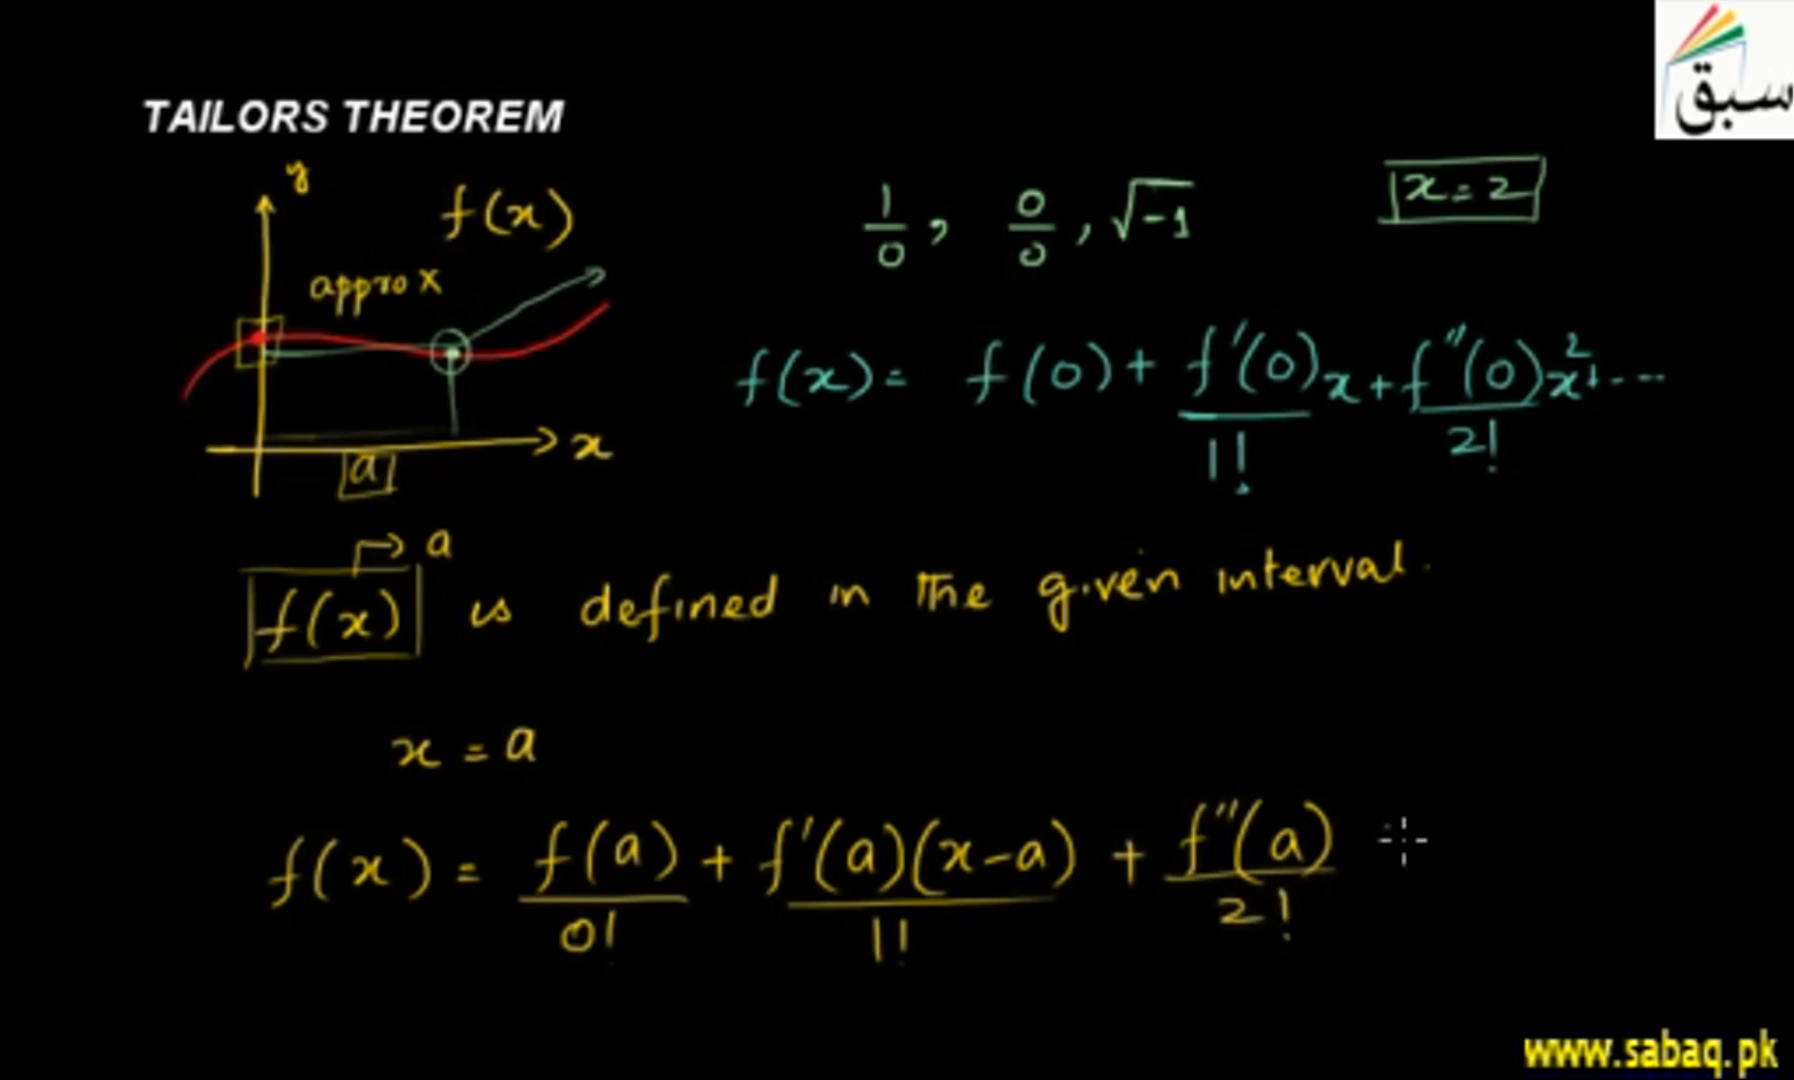 سبق
TAILORS THEOREM
y
f(x)
approx
x
a
1/0, 0/0, √-1
x = 2
f(x) = f(0) + f'(0)/1! x + f''(0)/2! x² + ...
a
f(x) is defined in the given interval.
x = a
f(x) = f(a)/0! + f'(a)(x-a)/1! + f''(a)/2!
www.sabaq.pk